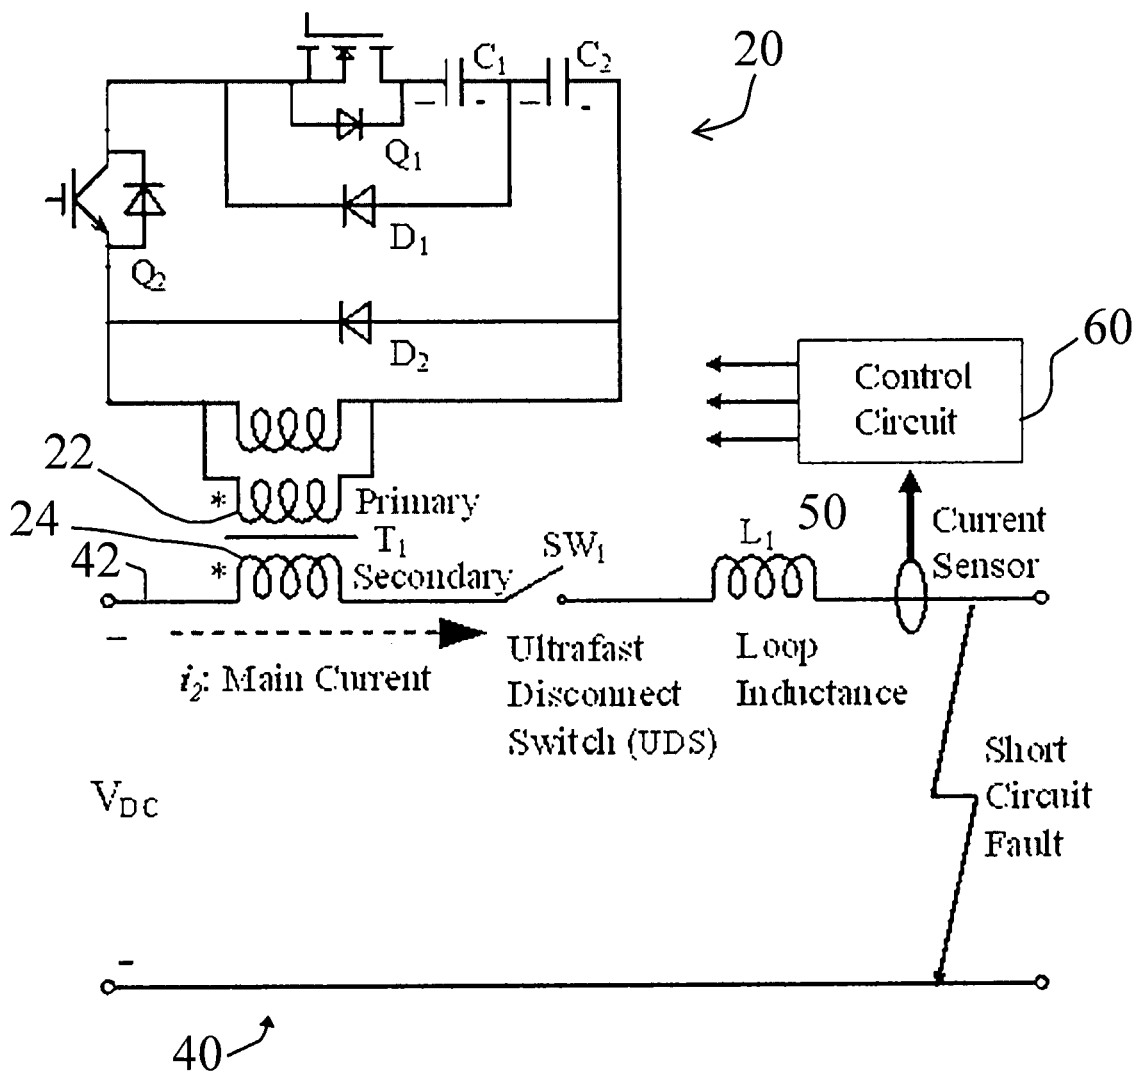 20
C1 C2
Q1
D1
Q2
D2
60
Control
Circuit
22
* Primary
24
T1
* Secondary
42
SW1
50
L1
Current
Sensor
i2: Main Current
Ultrafast
Disconnect
Switch (UDS)
Loop
Inductance
Short
Circuit
Fault
VDC
40